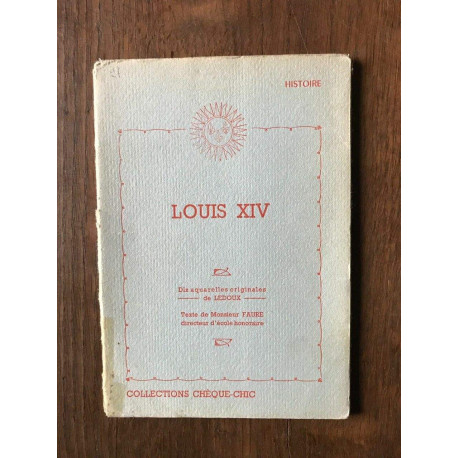 HISTOIRE
LOUIS XIV
Dix aquarelles originales
de LEDOUX
Texte de Monsieur FAURE
directeur d'école honoraire
COLLECTIONS CHÈQUE-CHIC